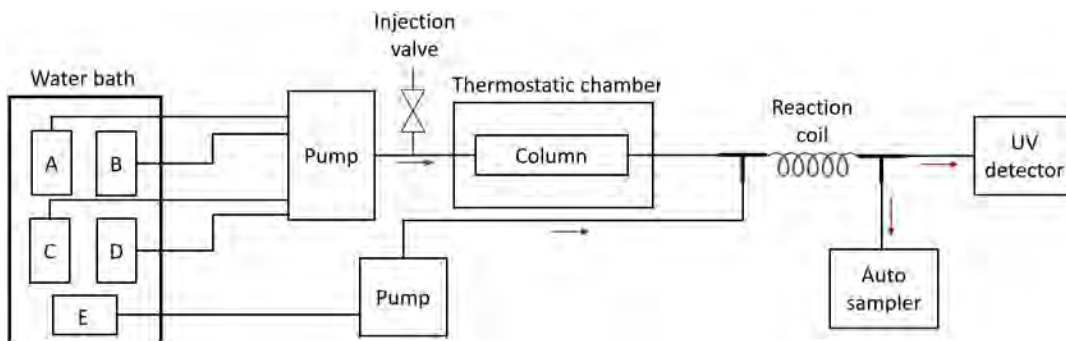 Injection
valve
Water bath
Thermostatic chamber
Reaction
coil
A
B
Pump
Column
UV
detector
C
D
E
Pump
Auto
sampler